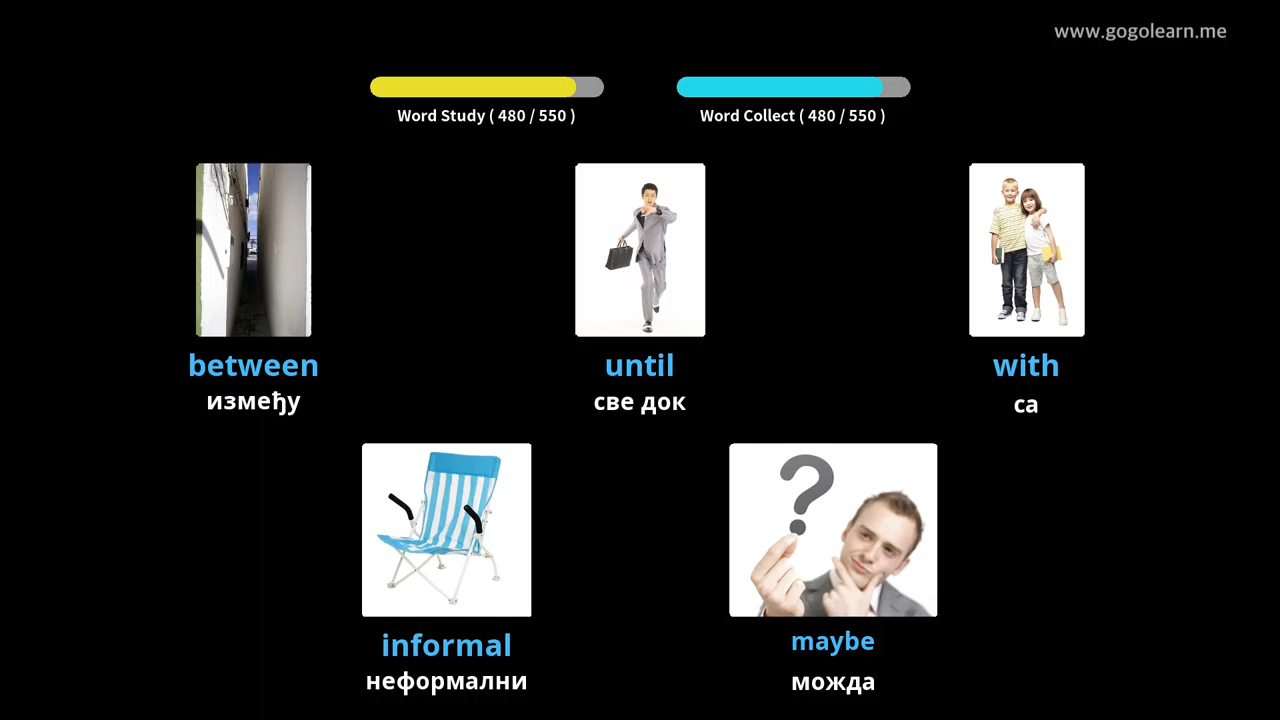 www.gogolearn.me
Word Study ( 480 / 550 )
Word Collect ( 480 / 550 )
between
until
with
између
све док
са
informal
maybe
неформални
можда